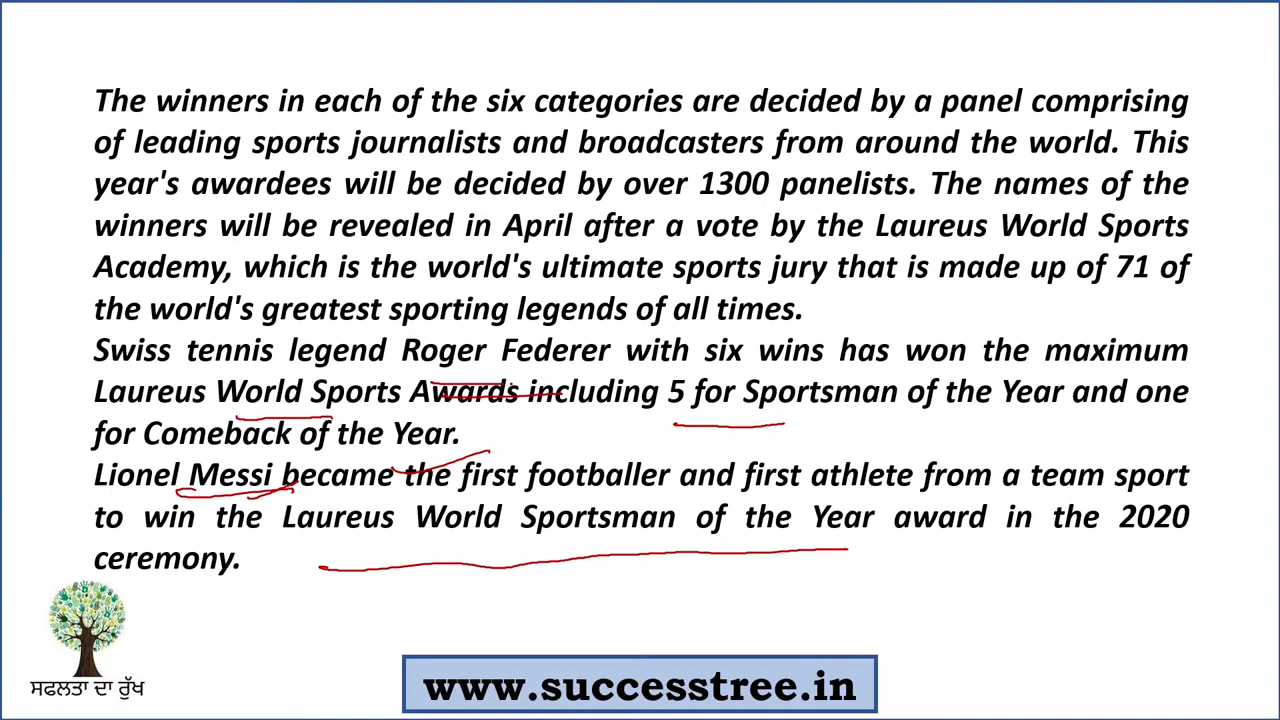 The winners in each of the six categories are decided by a panel comprising
of leading sports journalists and broadcasters from around the world. This
year's awardees will be decided by over 1300 panelists. The names of the
winners will be revealed in April after a vote by the Laureus World Sports
Academy, which is the world's ultimate sports jury that is made up of 71 of
the world's greatest sporting legends of all times.
Swiss tennis legend Roger Federer with six wins has won the maximum
Laureus World Sports Awards including 5 for Sportsman of the Year and one
for Comeback of the Year.
Lionel Messi became the first footballer and first athlete from a team sport
to win the Laureus World Sportsman of the Year award in the 2020
ceremony.
ਸਫਲਤਾ ਦਾ ਰੁੱਖ
www.successtree.in